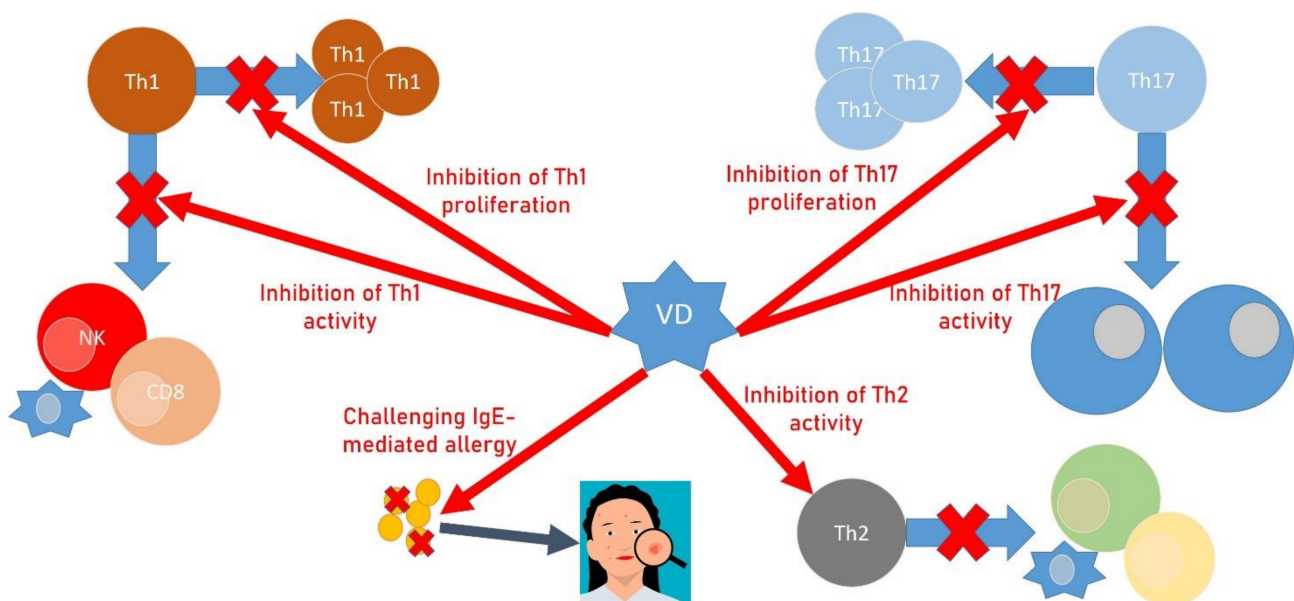 Th1
Th1
Th1
Th1
Th17
Th17
Th17
Th17
Inhibition of Th1
proliferation
Inhibition of Th17
proliferation
Inhibition of Th1
activity
VD
Inhibition of Th17
activity
NK
CD8
Challenging IgE-
mediated allergy
Inhibition of Th2
activity
Th2